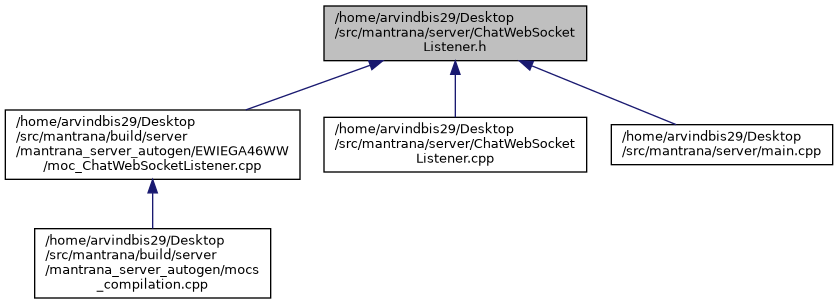 /home/arvindbis29/Desktop
/src/mantrana/server/ChatWebSocket
Listener.h
/home/arvindbis29/Desktop
/src/mantrana/build/server
/mantrana_server_autogen/EWIEGA46WW
/moc_ChatWebSocketListener.cpp
/home/arvindbis29/Desktop
/src/mantrana/server/ChatWebSocket
Listener.cpp
/home/arvindbis29/Desktop
/src/mantrana/server/main.cpp
/home/arvindbis29/Desktop
/src/mantrana/build/server
/mantrana_server_autogen/mocs
_compilation.cpp